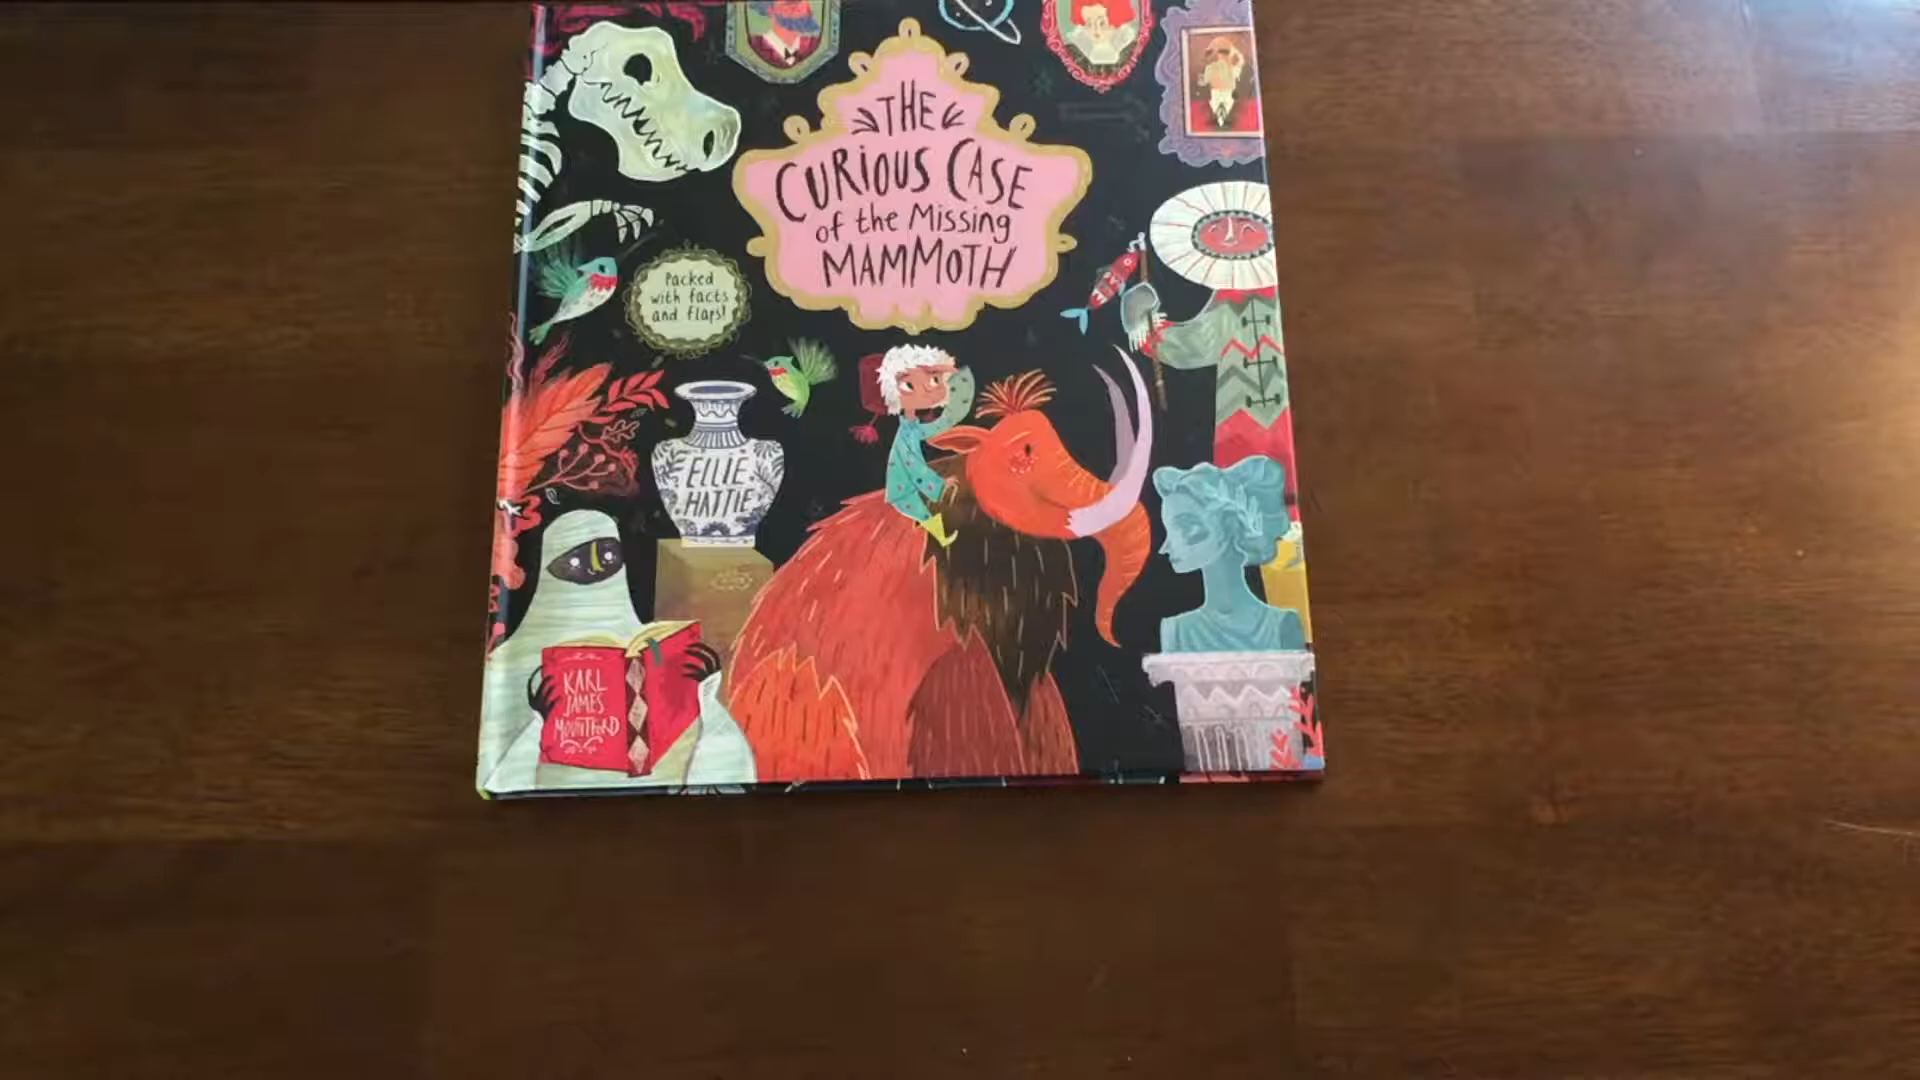 THE
CURIOUS CASE
of the Missing
MAMMOTH
Packed
with facts
and flaps!
ELLIE
HATTIE
KARL
JAMES
MOUNTFORD